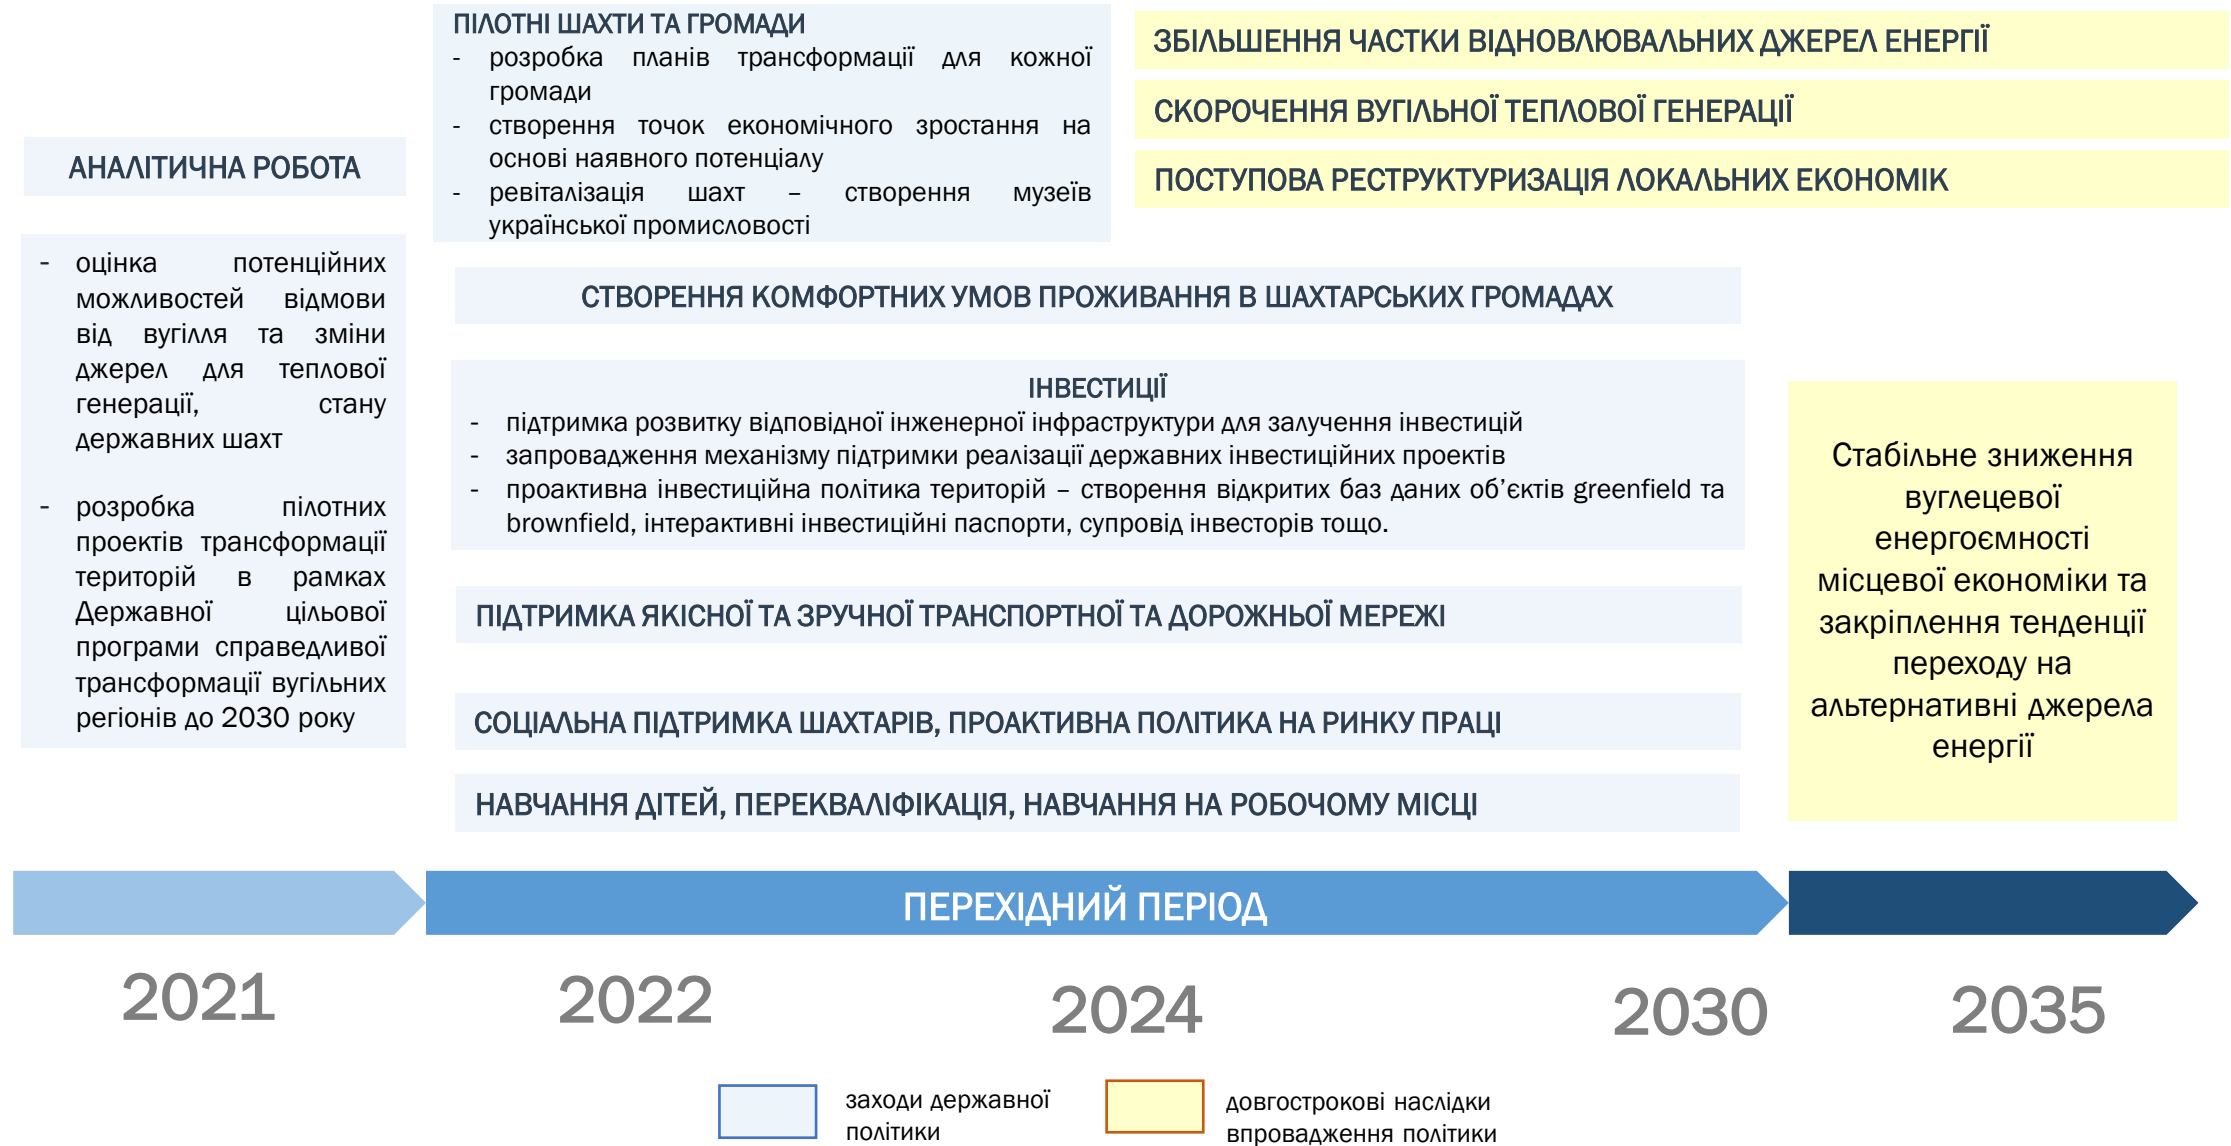 АНАЛІТИЧНА РОБОТА
- оцінка потенційних
можливостей відмови
від вугілля та зміни
джерел для теплової
генерації, стану
державних шахт
- розробка пілотних
проектів трансформації
територій в рамках
Державної цільової
програми справедливої
трансформації вугільних
регіонів до 2030 року
ПІЛОТНІ ШАХТИ ТА ГРОМАДИ
- розробка планів трансформації для кожної
громади
- створення точок економічного зростання на
основі наявного потенціалу
- ревіталізація шахт – створення музеїв
української промисловості
ЗБІЛЬШЕННЯ ЧАСТКИ ВІДНОВЛЮВАЛЬНИХ ДЖЕРЕЛ ЕНЕРГІЇ
СКОРОЧЕННЯ ВУГІЛЬНОЇ ТЕПЛОВОЇ ГЕНЕРАЦІЇ
ПОСТУПОВА РЕСТРУКТУРИЗАЦІЯ ЛОКАЛЬНИХ ЕКОНОМІК
СТВОРЕННЯ КОМФОРТНИХ УМОВ ПРОЖИВАННЯ В ШАХТАРСЬКИХ ГРОМАДАХ
ІНВЕСТИЦІЇ
- підтримка розвитку відповідної інженерної інфраструктури для залучення інвестицій
- запровадження механізму підтримки реалізації державних інвестиційних проектів
- проактивна інвестиційна політика територій – створення відкритих баз даних об’єктів greenfield та
brownfield, інтерактивні інвестиційні паспорти, супровід інвесторів тощо.
ПІДТРИМКА ЯКІСНОЇ ТА ЗРУЧНОЇ ТРАНСПОРТНОЇ ТА ДОРОЖНЬОЇ МЕРЕЖІ
СОЦІАЛЬНА ПІДТРИМКА ШАХТАРІВ, ПРОАКТИВНА ПОЛІТИКА НА РИНКУ ПРАЦІ
НАВЧАННЯ ДІТЕЙ, ПЕРЕКВАЛІФІКАЦІЯ, НАВЧАННЯ НА РОБОЧОМУ МІСЦІ
Стабільне зниження
вуглецевої
енергоємності
місцевої економіки та
закріплення тенденції
переходу на
альтернативні джерела
енергії
ПЕРЕХІДНИЙ ПЕРІОД
2021
2022
2024
2030
2035
заходи державної
політики
довгострокові наслідки
впровадження політики